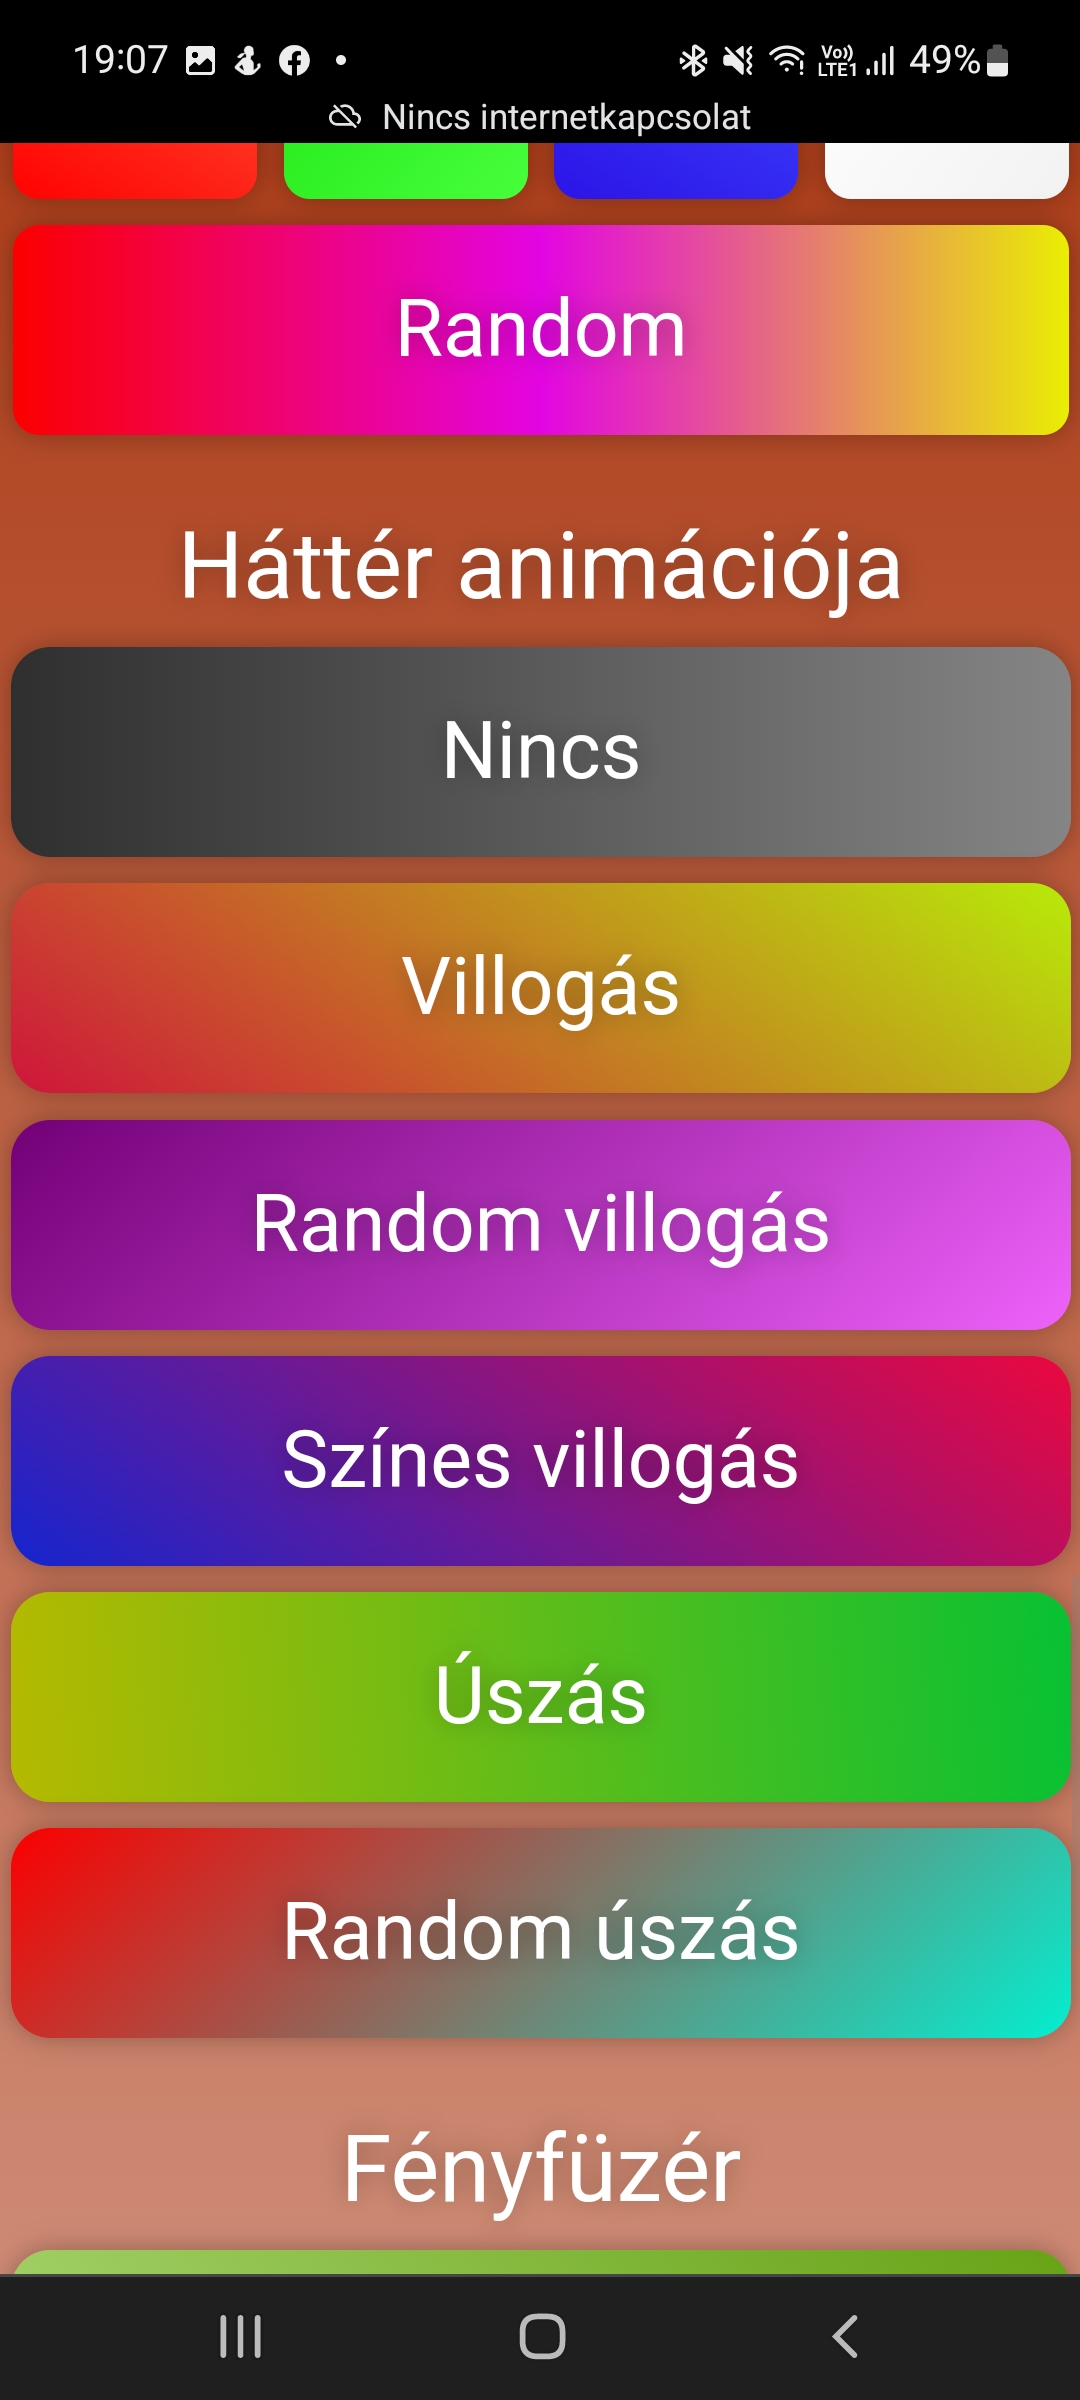 19:07
Vo)) LTE1 49%
Nincs internetkapcsolat
Random
Háttér animációja
Nincs
Villogás
Random villogás
Színes villogás
Úszás
Random úszás
Fényfüzér